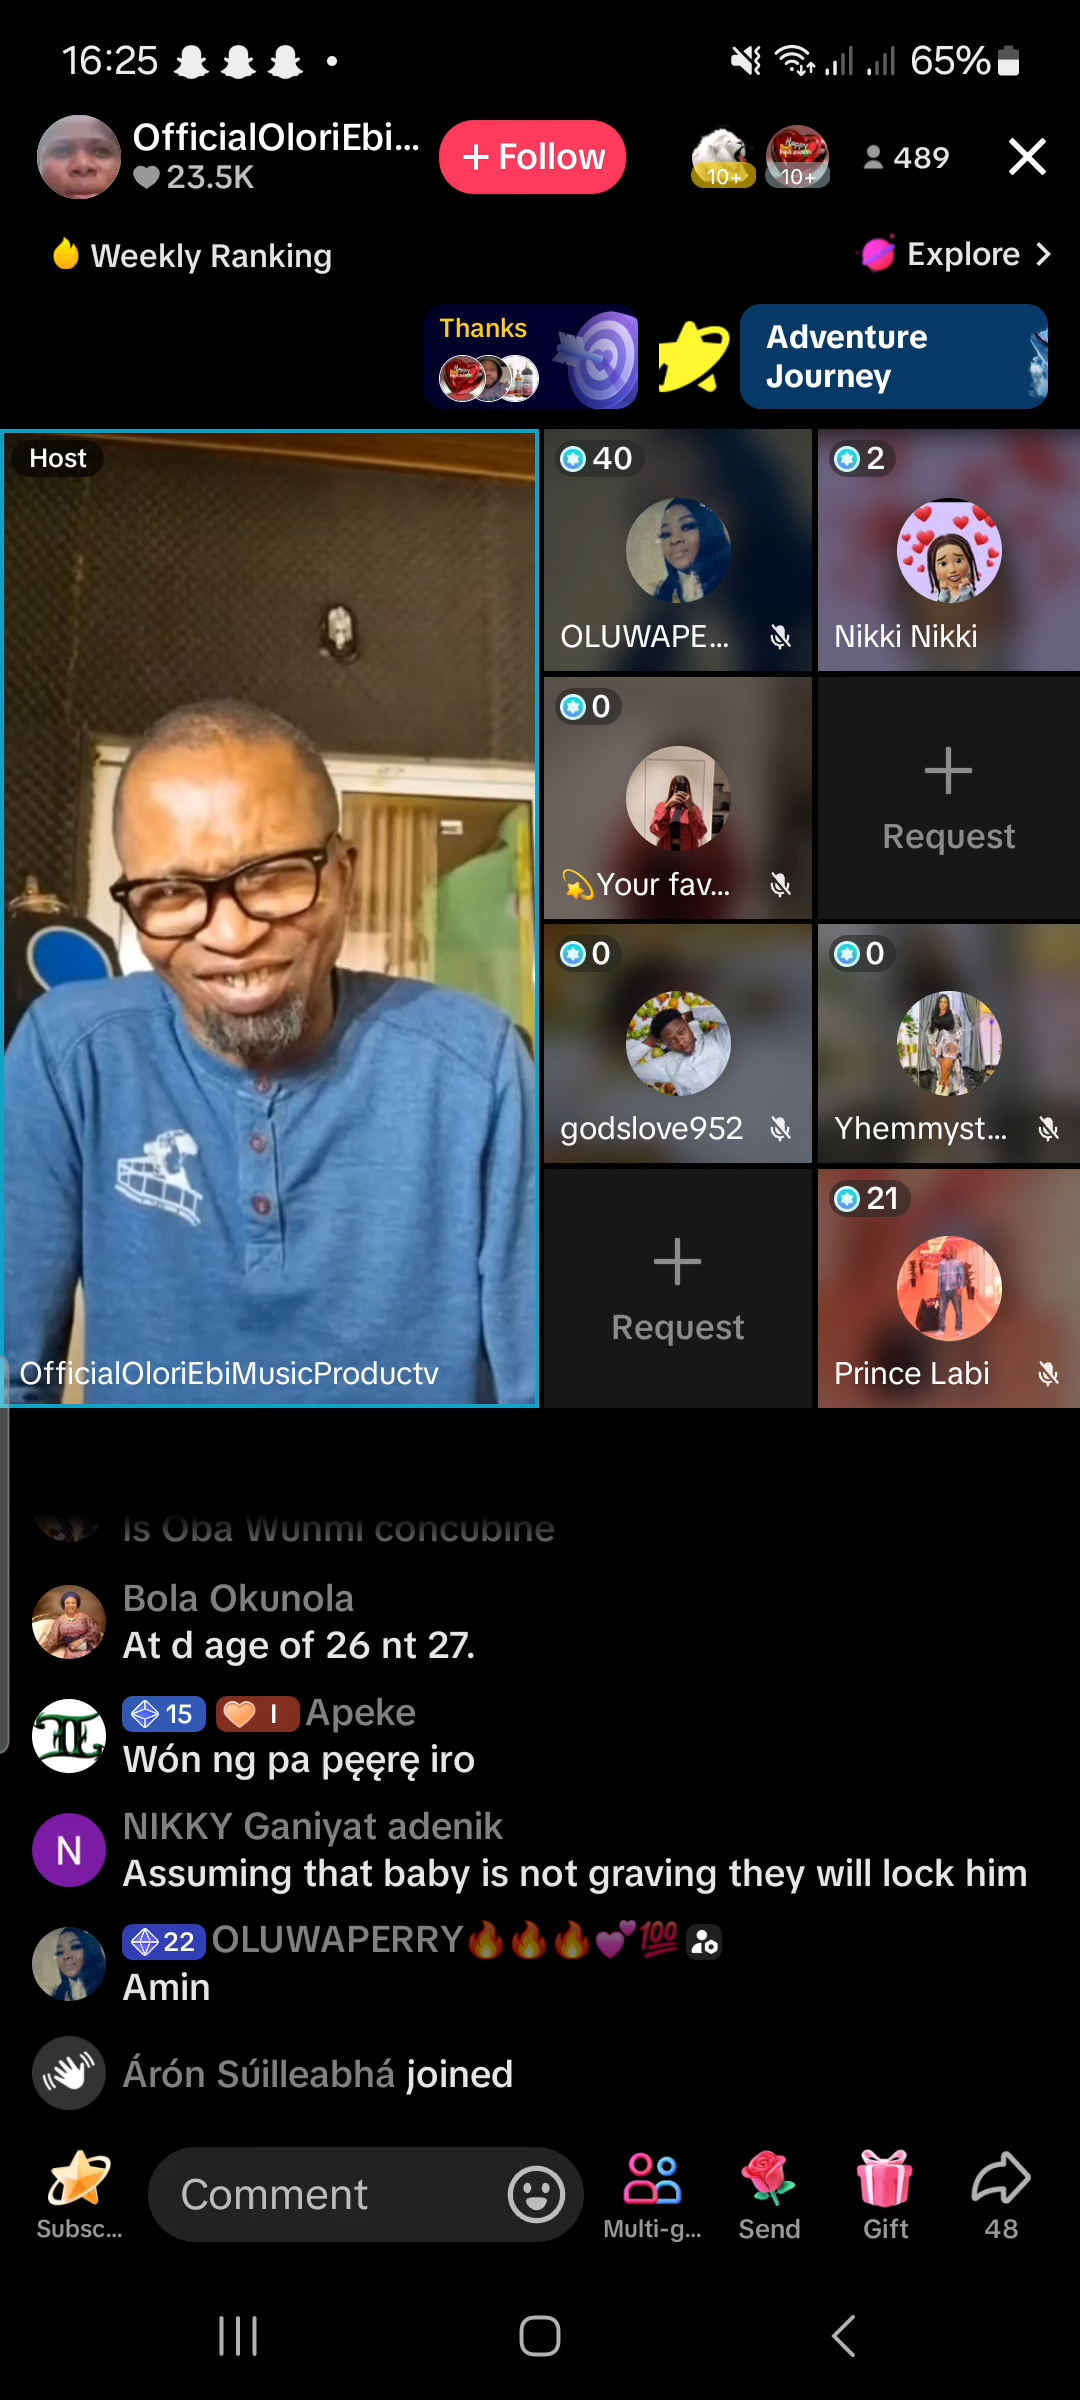 16:25
65%
OfficialOloriEbi...
23.5K
+ Follow
10+
10+
489
Weekly Ranking
Explore >
Thanks
Adventure
Journey
Host
40
OLUWAPE...
2
Nikki Nikki
0
💫Your fav...
+
Request
0
godslove952
0
Yhemmyst...
+
Request
21
Prince Labi
OfficialOloriEbiMusicProductv
Is Oba Wunmi concubine
Bola Okunola
At d age of 26 nt 27.
15 I Apeke
Wón ng pa pęęrę iro
N
NIKKY Ganiyat adenik
Assuming that baby is not graving they will lock him
22 OLUWAPERRY🔥🔥🔥💕💯
Amin
Árón Súilleabhá joined
Subsc...
Comment
Multi-g...
Send
Gift
48